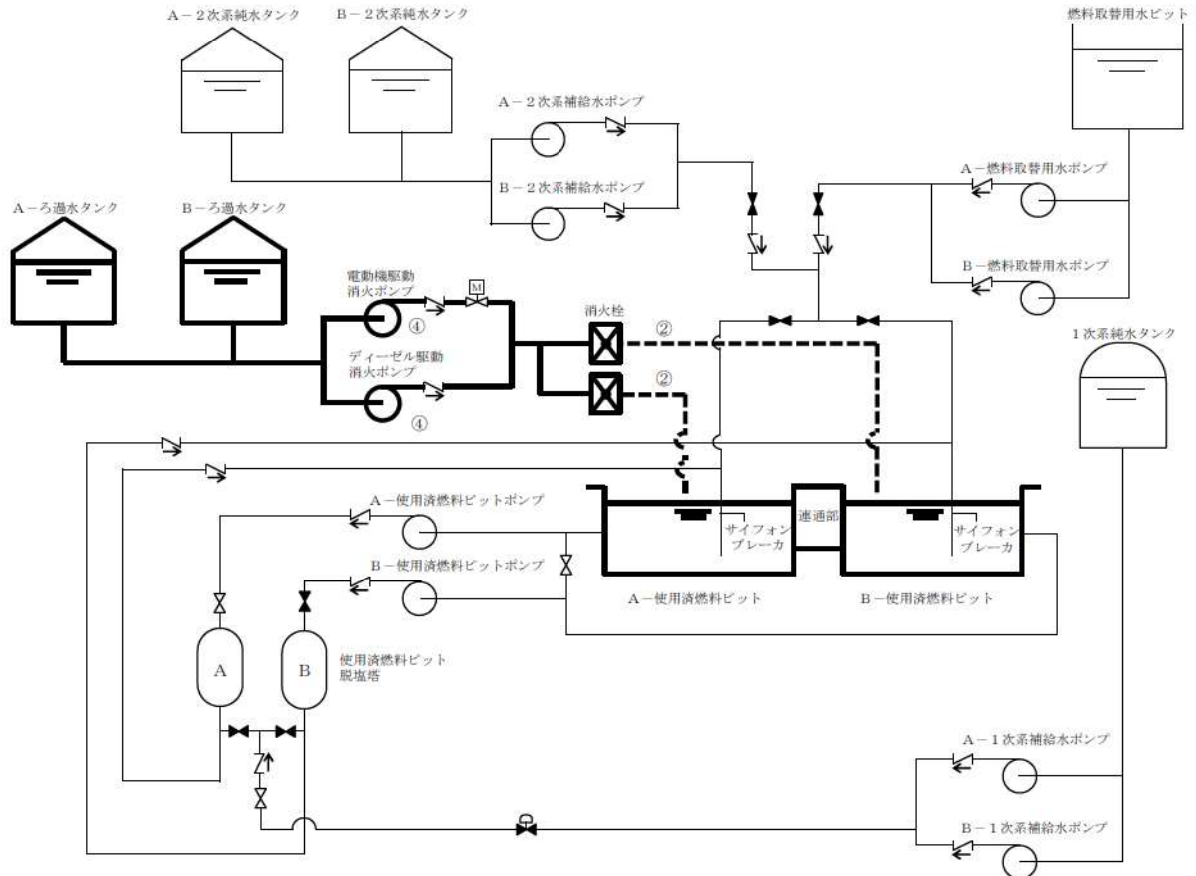 A－２次系純水タンク
B－２次系純水タンク
燃料取替用水ピット
A－２次系補給水ポンプ
B－２次系補給水ポンプ
A－燃料取替用水ポンプ
B－燃料取替用水ポンプ
A－ろ過水タンク
B－ろ過水タンク
電動機駆動
消火ポンプ
M
④
ディーゼル駆動
消火ポンプ
④
消火栓
②
②
１次系純水タンク
A－使用済燃料ピットポンプ
B－使用済燃料ピットポンプ
サイフォン
ブレーカ
連通部
サイフォン
ブレーカ
A－使用済燃料ピット
B－使用済燃料ピット
A
B
使用済燃料ピット
脱塩塔
A－１次系補給水ポンプ
B－１次系補給水ポンプ